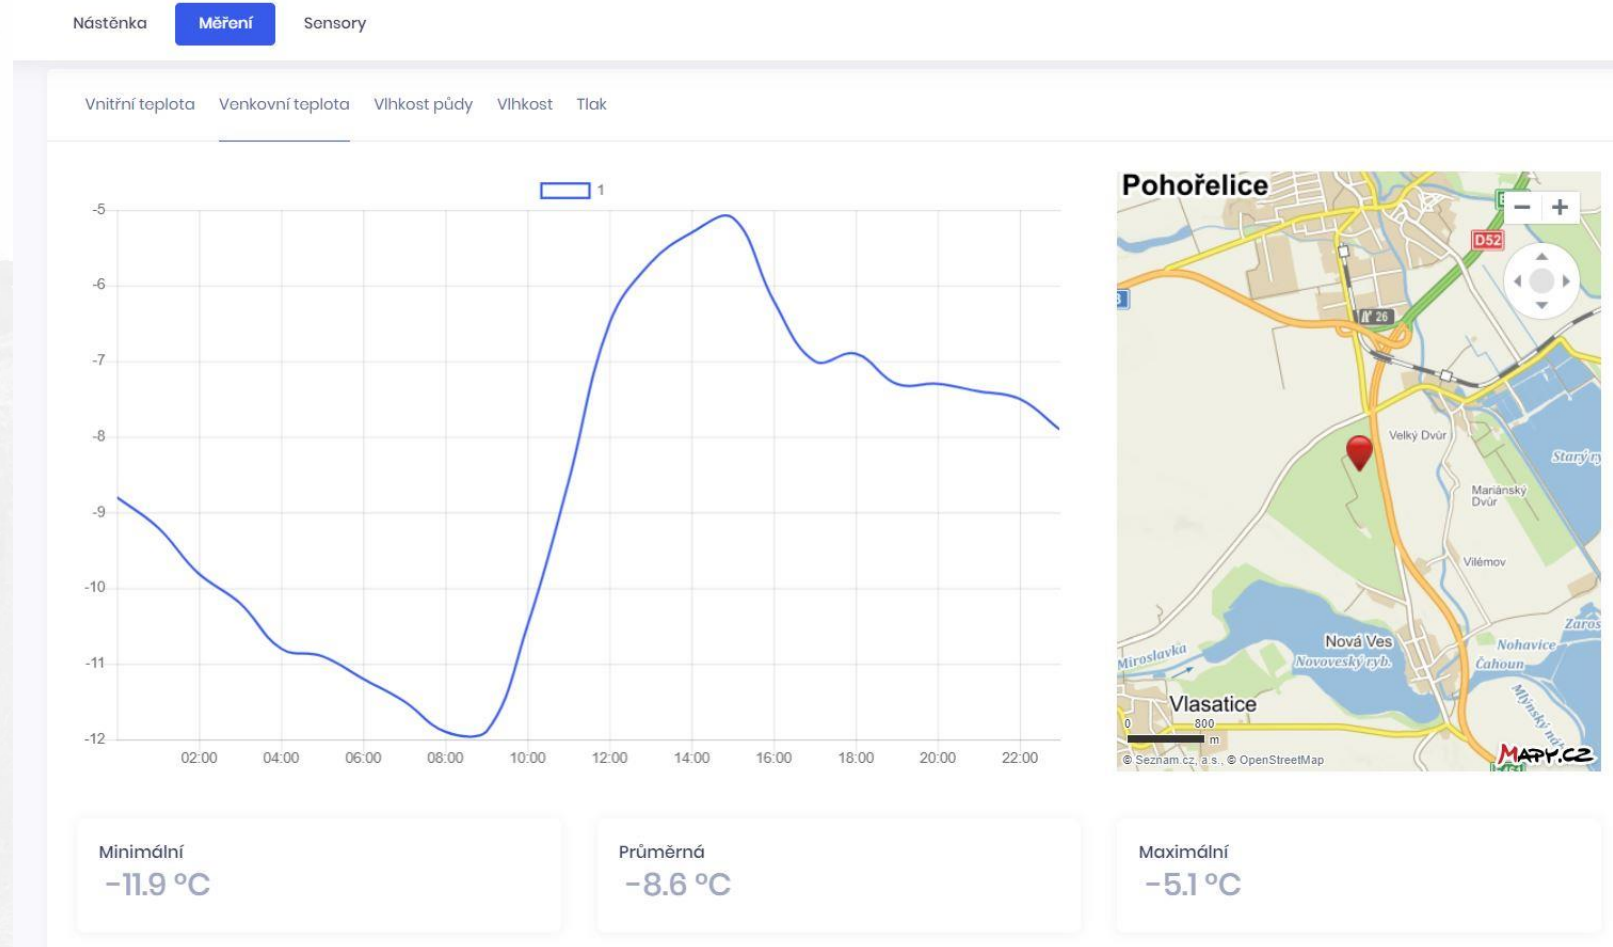 Nástěnka Měření Sensory
Vnitřní teplota Venkovní teplota Vlhkost půdy Vlhkost Tlak
1
-5
-6
-7
-8
-9
-10
-11
-12
02:00 04:00 06:00 08:00 10:00 12:00 14:00 16:00 18:00 20:00 22:00
Pohořelice
− +
D52
26
Velký Dvůr
Starý
Mariánský
Dvůr
Vilémov
Nová Ves
Novoveský ryb.
Miroslavka
Nohavice
Čahoun
Mlýnský
Vlasatice
0 800
m
© Seznam.cz, a.s., © OpenStreetMap
MAPY.CZ
Minimální
-11.9 °C
Průměrná
-8.6 °C
Maximální
-5.1 °C